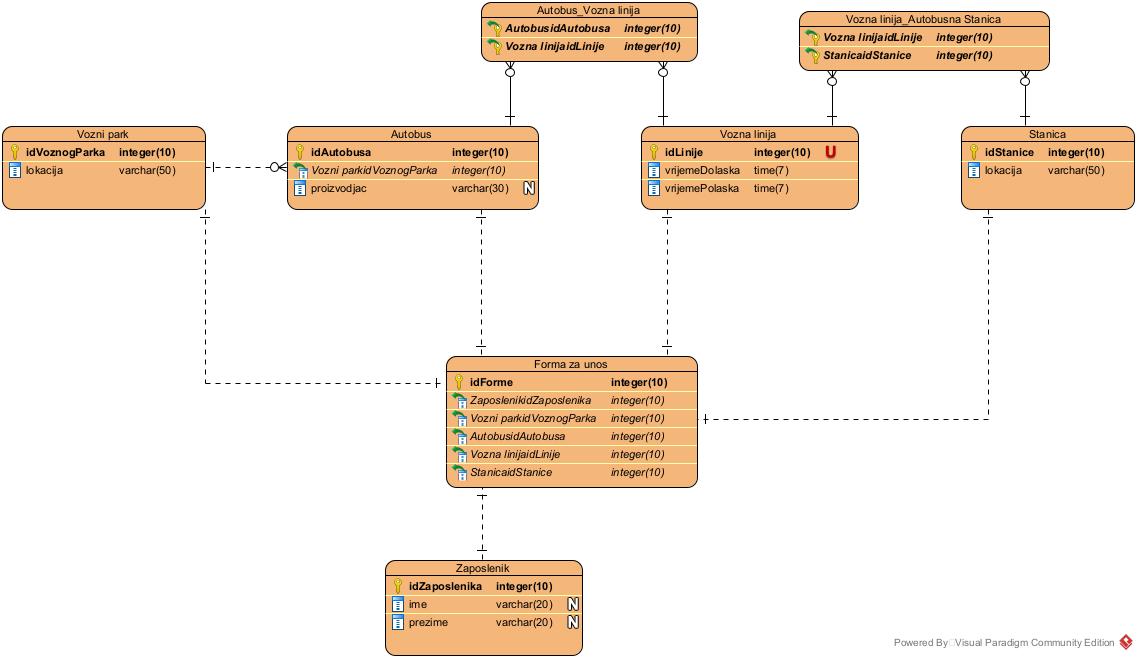 Autobus_Vozna linija
AutobusidAutobusa integer(10)
Vozna linijaidLinije integer(10)
Vozna linija_Autobusna Stanica
Vozna linijaidLinije integer(10)
StanicaidStanice integer(10)
Vozni park
idVoznogParka integer(10)
lokacija varchar(50)
Autobus
idAutobusa integer(10)
Vozni parkidVoznogParka integer(10)
proizvodjac varchar(30) N
Vozna linija
idLinije integer(10) U
vrijemeDolaska time(7)
vrijemePolaska time(7)
Stanica
idStanice integer(10)
lokacija varchar(50)
Forma za unos
idForme integer(10)
ZaposlenikidZaposlenika integer(10)
Vozni parkidVoznogParka integer(10)
AutobusidAutobusa integer(10)
Vozna linijaidLinije integer(10)
StanicaidStanice integer(10)
Zaposlenik
idZaposlenika integer(10)
ime varchar(20) N
prezime varchar(20) N
Powered By Visual Paradigm Community Edition